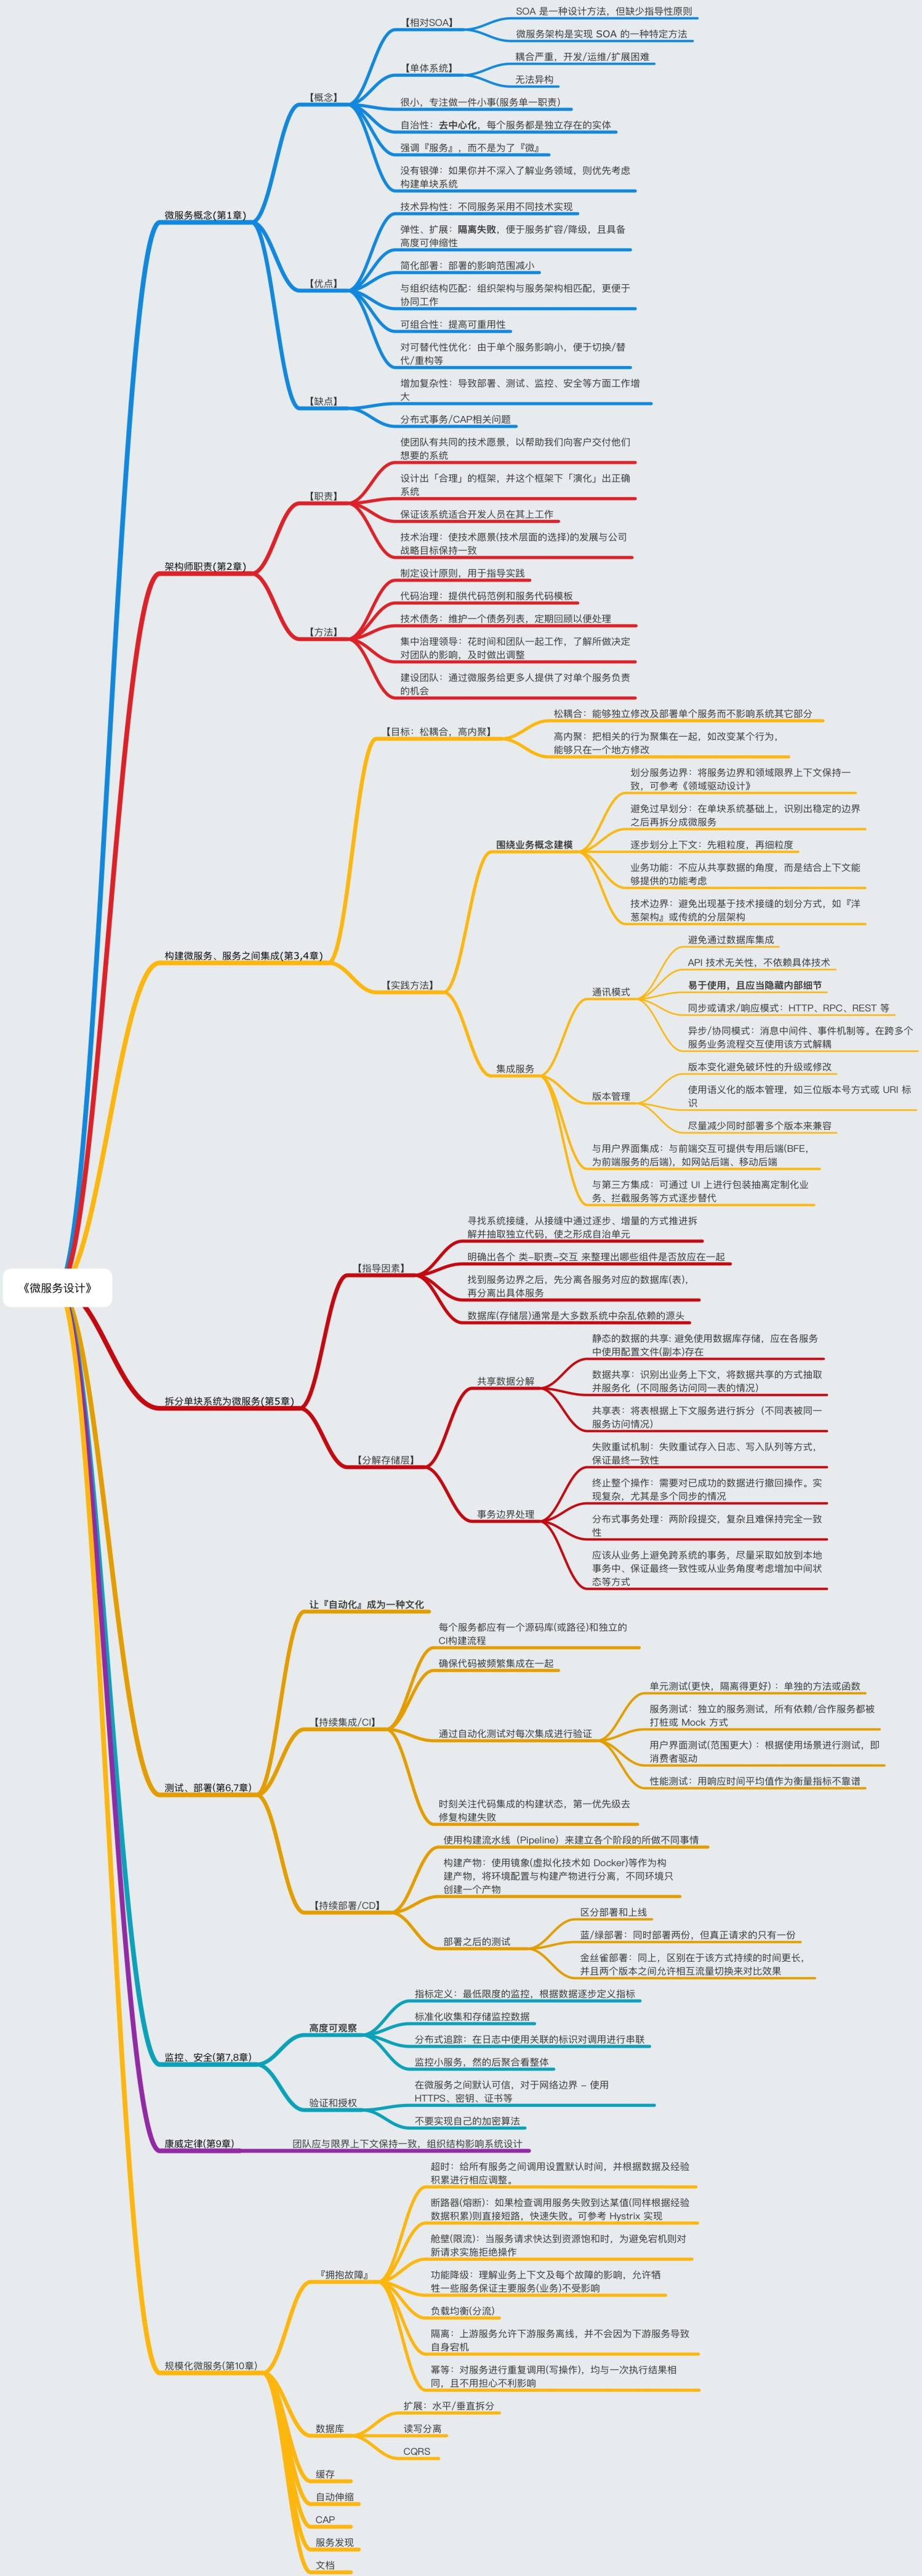 《微服务设计》
微服务概念(第1章)
【概念】
【相对SOA】
SOA 是一种设计方法，但缺少指导性原则
微服务架构是实现 SOA 的一种特定方法
【单体系统】
耦合严重，开发/运维/扩展困难
无法异构
很小，专注做一件小事(服务单一职责)
自治性：去中心化，每个服务都是独立存在的实体
强调『服务』，而不是为了『微』
没有银弹：如果你并不深入了解业务领域，则优先考虑
构建单块系统
【优点】
技术异构性：不同服务采用不同技术实现
弹性、扩展：隔离失败，便于服务扩容/降级，且具备
高度可伸缩性
简化部署：部署的影响范围减小
与组织结构匹配：组织架构与服务架构相匹配，更便于
协同工作
可组合性：提高可重用性
对可替代性优化：由于单个服务影响小，便于切换/替
代/重构等
【缺点】
增加复杂性：导致部署、测试、监控、安全等方面工作增
大
分布式事务/CAP相关问题
架构师职责(第2章)
【职责】
使团队有共同的技术愿景，以帮助我们向客户交付他们
想要的系统
设计出「合理」的框架，并这个框架下「演化」出正确
系统
保证该系统适合开发人员在其上工作
技术治理：使技术愿景(技术层面的选择)的发展与公司
战略目标保持一致
【方法】
制定设计原则，用于指导实践
代码治理：提供代码范例和服务代码模板
技术债务：维护一个债务列表，定期回顾以便处理
集中治理领导：花时间和团队一起工作，了解所做决定
对团队的影响，及时做出调整
建设团队：通过微服务给更多人提供了对单个服务负责
的机会
构建微服务、服务之间集成(第3,4章)
【目标：松耦合，高内聚】
松耦合：能够独立修改及部署单个服务而不影响系统其它部分
高内聚：把相关的行为聚集在一起，如改变某个行为，
能够只在一个地方修改
【实践方法】
围绕业务概念建模
划分服务边界：将服务边界和领域限界上下文保持一
致，可参考《领域驱动设计》
避免过早划分：在单块系统基础上，识别出稳定的边界
之后再拆分成微服务
逐步划分上下文：先粗粒度，再细粒度
业务功能：不应从共享数据的角度，而是结合上下文能
够提供的功能考虑
技术边界：避免出现基于技术接缝的划分方式，如『洋
葱架构』或传统的分层架构
集成服务
通讯模式
避免通过数据库集成
API 技术无关性，不依赖具体技术
易于使用，且应当隐藏内部细节
同步或请求/响应模式：HTTP、RPC、REST 等
异步/协同模式：消息中间件、事件机制等。在跨多个
服务业务流程交互使用该方式解耦
版本管理
版本变化避免破坏性的升级或修改
使用语义化的版本管理，如三位版本号方式或 URI 标
识
尽量减少同时部署多个版本来兼容
与用户界面集成：与前端交互可提供专用后端(BFE，
为前端服务的后端)，如网站后端、移动后端
与第三方集成：可通过 UI 上进行包装抽离定制化业
务、拦截服务等方式逐步替代
拆分单块系统为微服务(第5章)
【指导因素】
寻找系统接缝，从接缝中通过逐步、增量的方式推进拆
解并抽取独立代码，使之形成自治单元
明确出各个 类-职责-交互 来整理出哪些组件是否放应在一起
找到服务边界之后，先分离各服务对应的数据库(表)，
再分离出具体服务
数据库(存储层)通常是大多数系统中杂乱依赖的源头
【分解存储层】
共享数据分解
静态的数据的共享: 避免使用数据库存储，应在各服务
中使用配置文件(副本)存在
数据共享：识别出业务上下文，将数据共享的方式抽取
并服务化（不同服务访问同一表的情况）
共享表：将表根据上下文服务进行拆分（不同表被同一
服务访问情况）
事务边界处理
失败重试机制：失败重试存入日志、写入队列等方式，
保证最终一致性
终止整个操作：需要对已成功的数据进行撤回操作。实
现复杂，尤其是多个同步的情况
分布式事务处理：两阶段提交，复杂且难保持完全一致
性
应该从业务上避免跨系统的事务，尽量采取如放到本地
事务中、保证最终一致性或从业务角度考虑增加中间状
态等方式
测试、部署(第6,7章)
让『自动化』成为一种文化
【持续集成/CI】
每个服务都应有一个源码库(或路径)和独立的
CI构建流程
确保代码被频繁集成在一起
通过自动化测试对每次集成进行验证
单元测试(更快，隔离得更好) ：单独的方法或函数
服务测试：独立的服务测试，所有依赖/合作服务都被
打桩或 Mock 方式
用户界面测试(范围更大) ：根据使用场景进行测试，即
消费者驱动
性能测试：用响应时间平均值作为衡量指标不靠谱
时刻关注代码集成的构建状态，第一优先级去
修复构建失败
【持续部署/CD】
使用构建流水线（Pipeline）来建立各个阶段的所做不同事情
构建产物：使用镜象(虚拟化技术如 Docker)等作为构
建产物，将环境配置与构建产物进行分离，不同环境只
创建一个产物
部署之后的测试
区分部署和上线
蓝/绿部署：同时部署两份，但真正请求的只有一份
金丝雀部署：同上，区别在于该方式持续的时间更长，
并且两个版本之间允许相互流量切换来对比效果
监控、安全(第7,8章)
高度可观察
指标定义：最低限度的监控，根据数据逐步定义指标
标准化收集和存储监控数据
分布式追踪：在日志中使用关联的标识对调用进行串联
监控小服务，然的后聚合看整体
验证和授权
在微服务之间默认可信，对于网络边界 - 使用
HTTPS、密钥、证书等
不要实现自己的加密算法
康威定律(第9章)
团队应与限界上下文保持一致，组织结构影响系统设计
规模化微服务(第10章)
『拥抱故障』
超时：给所有服务之间调用设置默认时间，并根据数据及经验
积累进行相应调整。
断路器(熔断)：如果检查调用服务失败到达某值(同样根据经验
数据积累)则直接短路，快速失败。可参考 Hystrix 实现
舱壁(限流)：当服务请求快达到资源饱和时，为避免宕机则对
新请求实施拒绝操作
功能降级：理解业务上下文及每个故障的影响，允许牺
牲一些服务保证主要服务(业务)不受影响
负载均衡(分流)
隔离：上游服务允许下游服务离线，并不会因为下游服务导致
自身宕机
幂等：对服务进行重复调用(写操作)，均与一次执行结果相
同，且不用担心不利影响
数据库
扩展：水平/垂直拆分
读写分离
CQRS
缓存
自动伸缩
CAP
服务发现
文档